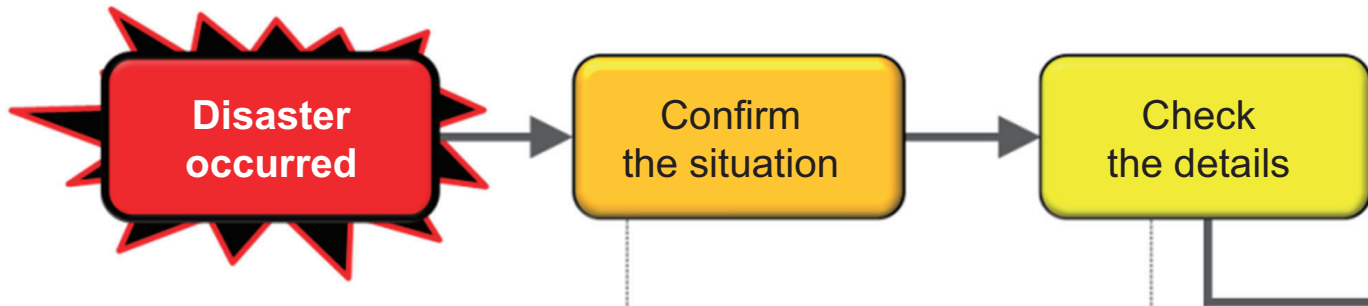 Disaster
occurred
Confirm
the situation
Check
the details